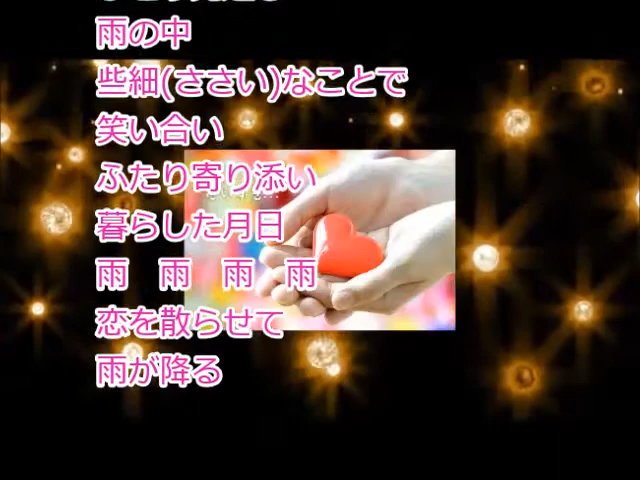 雨の中
些細(ささい)なことで
笑い合い
ふたり寄り添い
暮らした月日
雨　雨　雨　雨
恋を散らせて
雨が降る